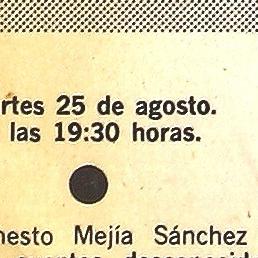 rtes 25 de agosto.
las 19:30 horas.
nesto Mejía Sánchez